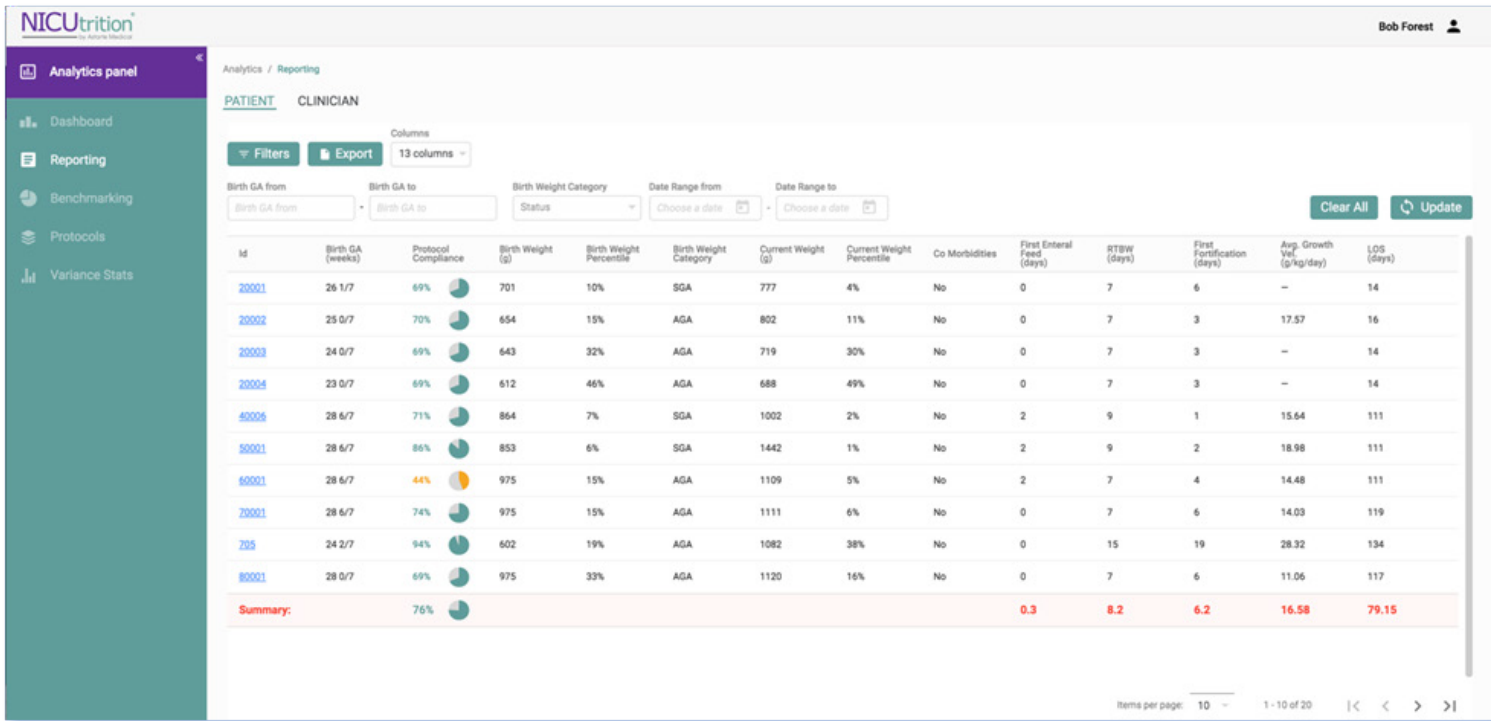 NICUtrition
by Astarte Medical
Bob Forest
Analytics panel
Dashboard
Reporting
Benchmarking
Protocols
Variance Stats
Analytics / Reporting
PATIENT CLINICIAN
Columns
Filters Export 13 columns
Birth GA from Birth GA to Birth Weight Category Date Range from Date Range to
Birth GA from - Birth GA to Status Choose a date - Choose a date Clear All Update
Id Birth GA (weeks) Protocol Compliance Birth Weight (g) Birth Weight Percentile Birth Weight Category Current Weight (g) Current Weight Percentile Co Morbidities First Enteral Feed (days) RTBW (days) First Fortification (days) Avg. Growth Vel. (g/kg/day) LOS (days)
20001 26 1/7 69% 701 10% SGA 777 4% No 0 7 6 – 14
20002 25 0/7 70% 654 15% AGA 802 11% No 0 7 3 17.57 16
20003 24 0/7 69% 643 32% AGA 719 30% No 0 7 3 – 14
20004 23 0/7 69% 612 46% AGA 688 49% No 0 7 3 – 14
40006 28 6/7 71% 864 7% SGA 1002 2% No 2 9 1 15.64 111
50001 28 6/7 86% 853 6% SGA 1442 1% No 2 9 2 18.98 111
60001 28 6/7 44% 975 15% AGA 1109 5% No 2 7 4 14.48 111
70001 28 6/7 74% 975 15% AGA 1111 6% No 0 7 6 14.03 119
705 24 2/7 94% 602 19% AGA 1082 38% No 0 15 19 28.32 134
80001 28 0/7 69% 975 33% AGA 1120 16% No 0 7 6 11.06 117
Summary: 76% 0.3 8.2 6.2 16.58 79.15
Items per page: 10 1 - 10 of 20